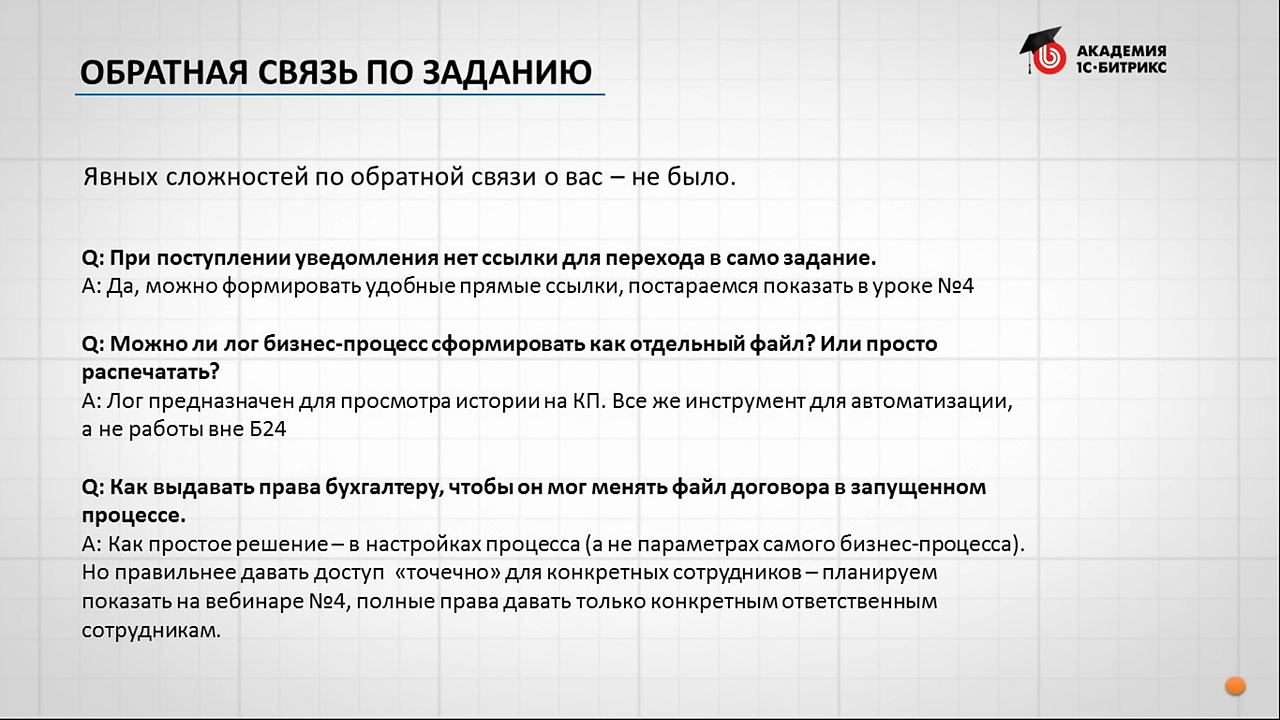 ОБРАТНАЯ СВЯЗЬ ПО ЗАДАНИЮ
АКАДЕМИЯ
1С·БИТРИКС
Явных сложностей по обратной связи о вас – не было.
Q: При поступлении уведомления нет ссылки для перехода в само задание.
А: Да, можно формировать удобные прямые ссылки, постараемся показать в уроке №4
Q: Можно ли лог бизнес-процесс сформировать как отдельный файл? Или просто
распечатать?
А: Лог предназначен для просмотра истории на КП. Все же инструмент для автоматизации,
а не работы вне Б24
Q: Как выдавать права бухгалтеру, чтобы он мог менять файл договора в запущенном
процессе.
А: Как простое решение – в настройках процесса (а не параметрах самого бизнес-процесса).
Но правильнее давать доступ «точечно» для конкретных сотрудников – планируем
показать на вебинаре №4, полные права давать только конкретным ответственным
сотрудникам.